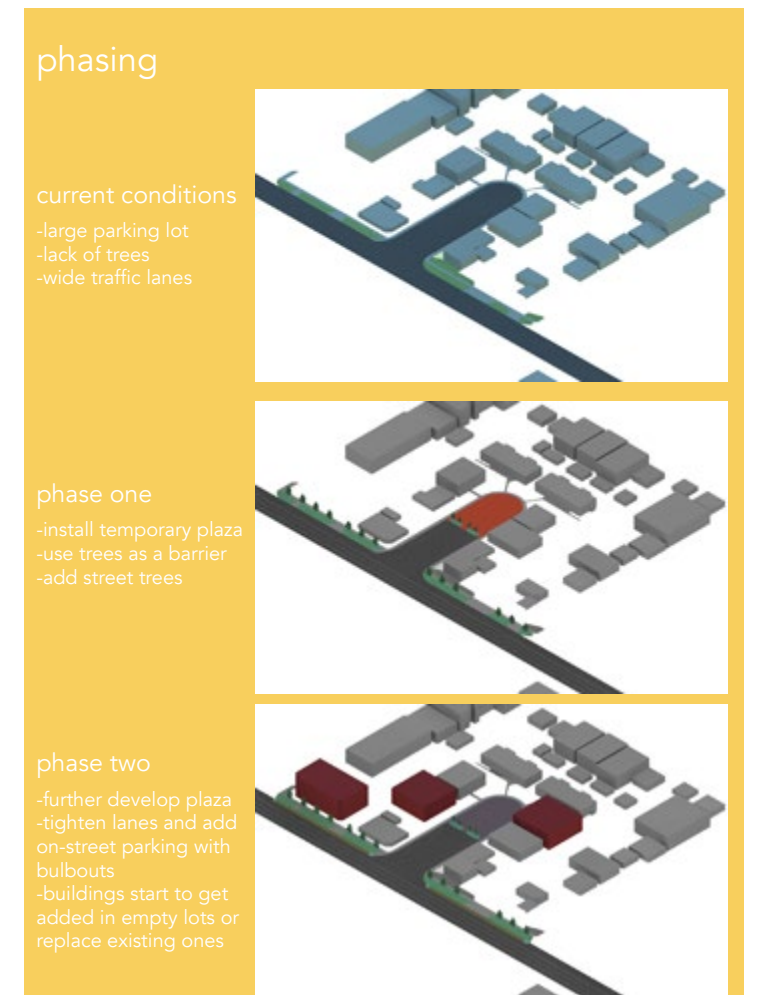 phasing
current conditions
-large parking lot
-lack of trees
-wide traffic lanes
phase one
-install temporary plaza
-use trees as a barrier
-add street trees
phase two
-further develop plaza
-tighten lanes and add
on-street parking with
bulbouts
-buildings start to get
added in empty lots or
replace existing ones